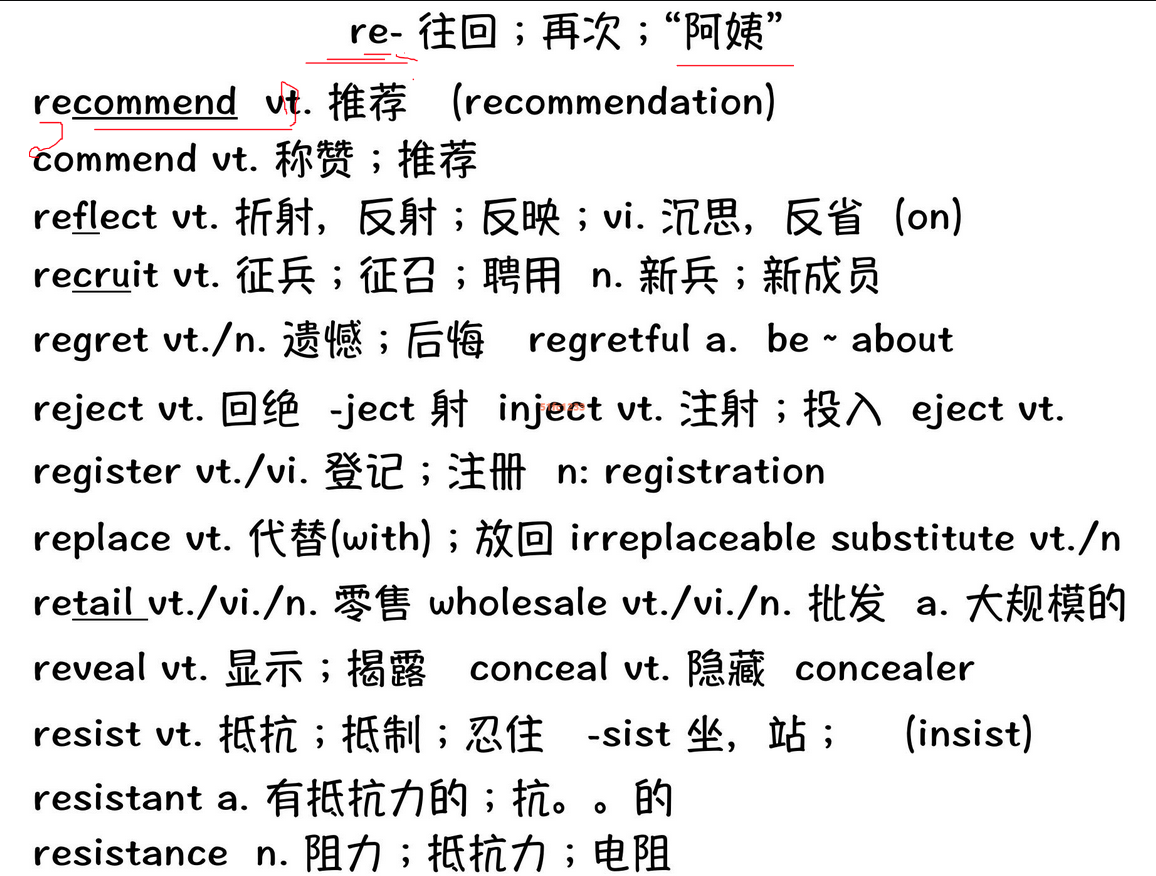 re- 往回；再次；“阿姨”
recommend vt. 推荐 (recommendation)
commend vt. 称赞；推荐
reflect vt. 折射，反射；反映；vi. 沉思，反省 (on)
recruit vt. 征兵；征召；聘用 n. 新兵；新成员
regret vt./n. 遗憾；后悔 regretful a. be ~ about
reject vt. 回绝 -ject 射 inject vt. 注射；投入 eject vt.
register vt./vi. 登记；注册 n: registration
replace vt. 代替(with)；放回 irreplaceable substitute vt./n
retail vt./vi./n. 零售 wholesale vt./vi./n. 批发 a. 大规模的
reveal vt. 显示；揭露 conceal vt. 隐藏 concealer
resist vt. 抵抗；抵制；忍住 -sist 坐，站； (insist)
resistant a. 有抵抗力的；抗。。的
resistance n. 阻力；抵抗力；电阻